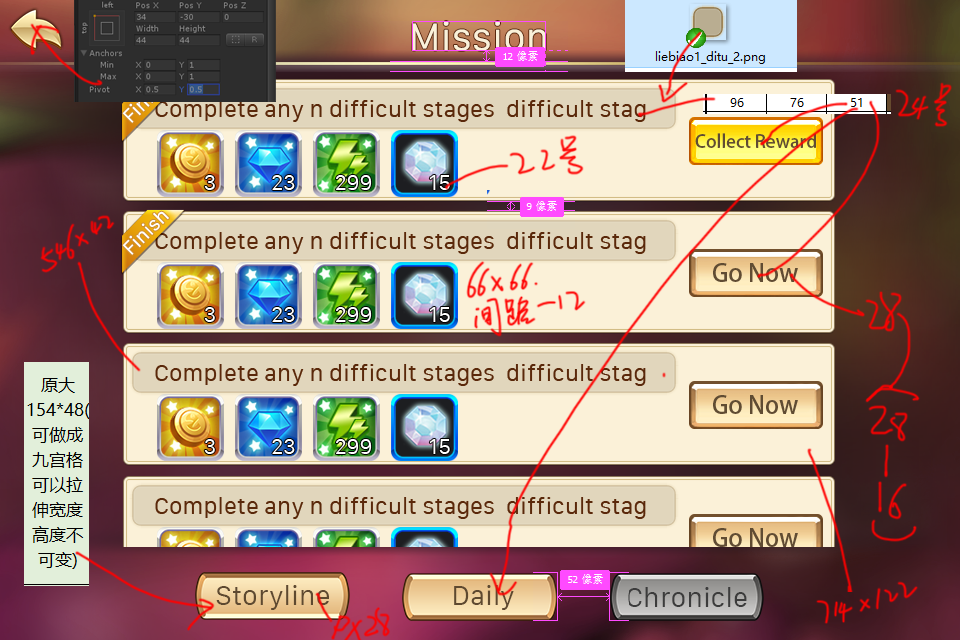 left
Pos X
Pos Y
Pos Z
top
34
-30
0
Width
Height
44
44
R
Anchors
Min
X 0
Y 1
Max
X 0
Y 1
Pivot
X 0.5
Y 0.5
Mission
12 像素
liebiao1_ditu_2.png
Fin
Complete any n difficult stages difficult stag
96
76
51
24号
3
23
299
15
22号
Collect Reward
9 像素
546×42
Finish
Complete any n difficult stages difficult stag
3
23
299
15
66×66.
间距-12
Go Now
28
Complete any n difficult stages difficult stag
3
23
299
15
Go Now
28
16
原大
154*48(
可做成
九宫格
可以拉
伸宽度
高度不
可变)
Complete any n difficult stages difficult stag
Go Now
714×122
52 像素
Storyline
Daily
Chronicle